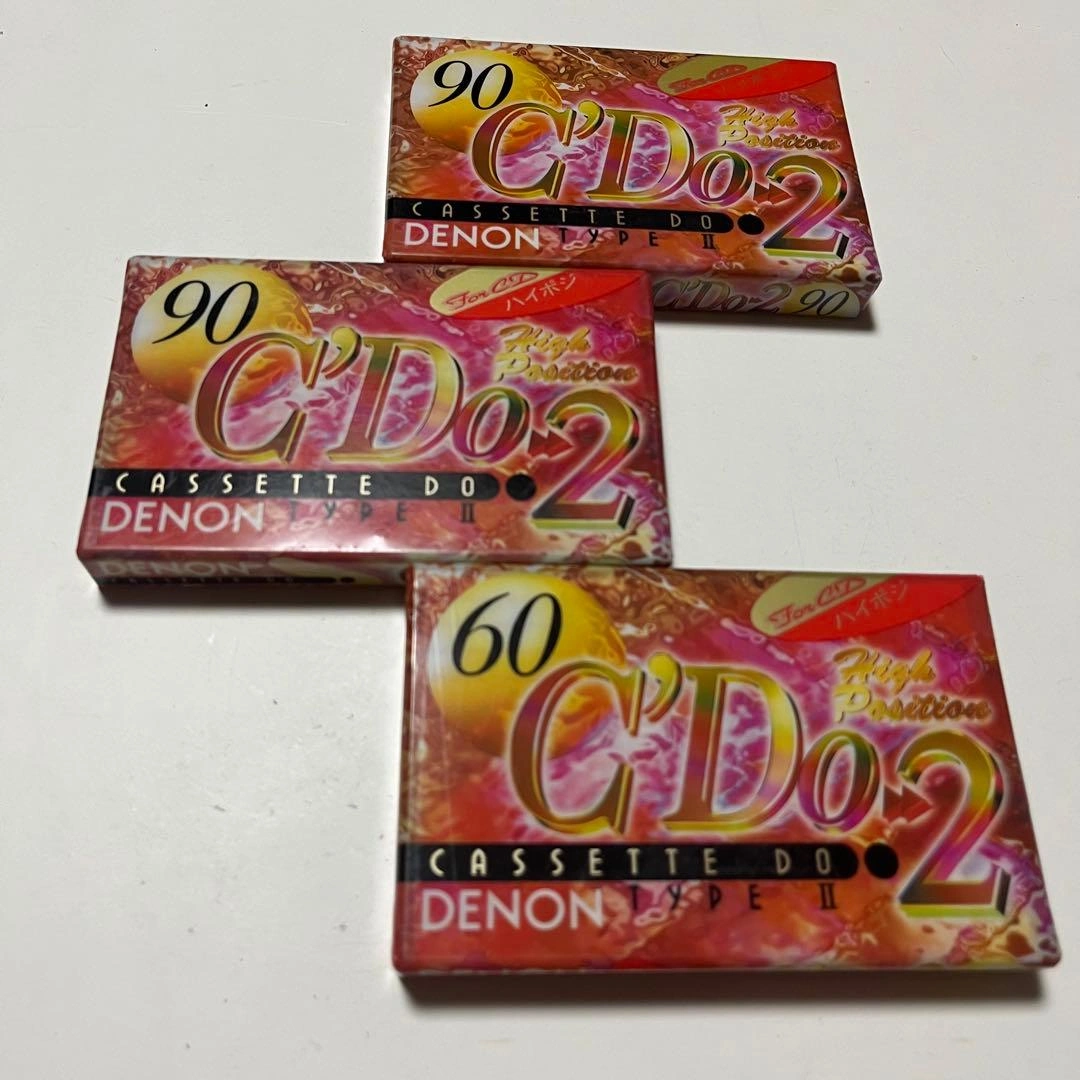 90
For CD
High
Position
C'Do 2
CASSETTE DO
DENON TYPE II
C'Do 2 90
90
For CD
ハイポジ
High
Position
C'Do 2
CASSETTE DO
DENON TYPE II
DENON
CASSETTE DO
60
For CD
ハイポジ
High
Position
C'Do 2
CASSETTE DO
DENON TYPE II